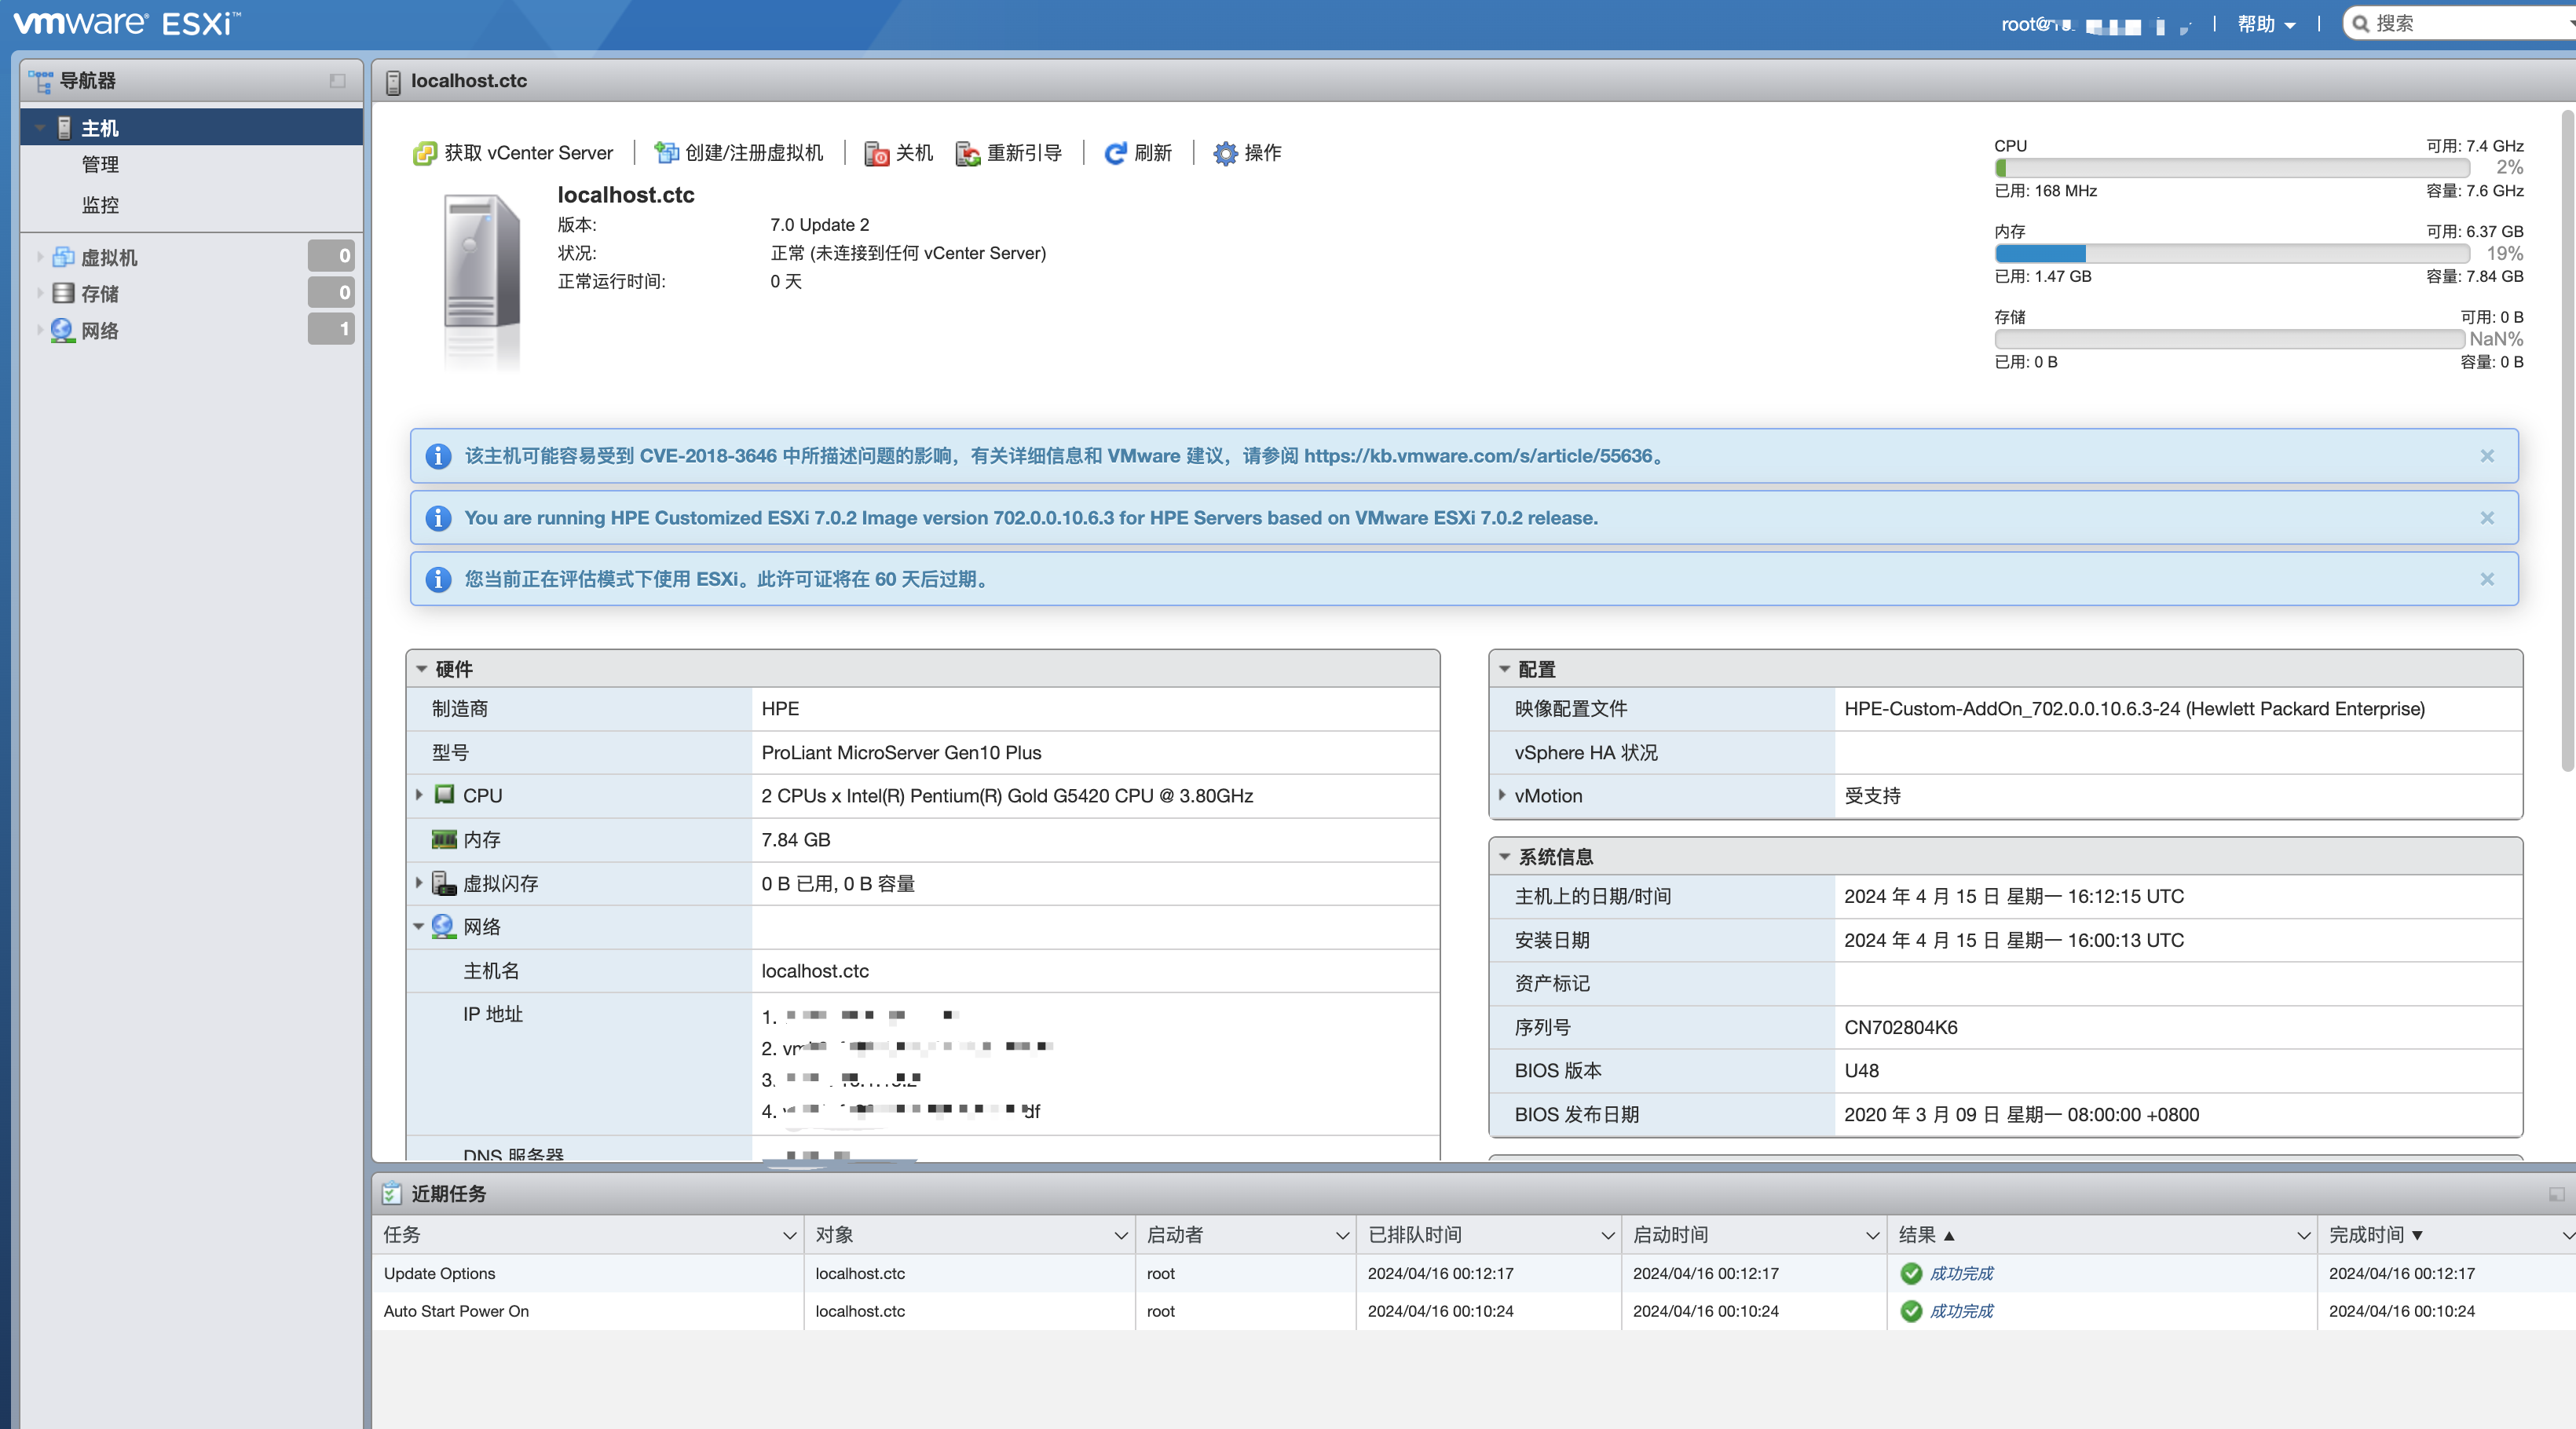 vmware ESXi™
root@
帮助
搜索
导航器
主机
管理
监控
虚拟机 0
存储 0
网络 1
localhost.ctc
获取 vCenter Server
创建/注册虚拟机
关机
重新引导
刷新
操作
localhost.ctc
版本: 7.0 Update 2
状况: 正常 (未连接到任何 vCenter Server)
正常运行时间: 0 天
CPU 可用: 7.4 GHz
2%
已用: 168 MHz 容量: 7.6 GHz
内存 可用: 6.37 GB
19%
已用: 1.47 GB 容量: 7.84 GB
存储 可用: 0 B
NaN%
已用: 0 B 容量: 0 B
该主机可能容易受到 CVE-2018-3646 中所描述问题的影响，有关详细信息和 VMware 建议，请参阅 https://kb.vmware.com/s/article/55636。
You are running HPE Customized ESXi 7.0.2 Image version 702.0.0.10.6.3 for HPE Servers based on VMware ESXi 7.0.2 release.
您当前正在评估模式下使用 ESXi。此许可证将在 60 天后过期。
硬件
制造商 HPE
型号 ProLiant MicroServer Gen10 Plus
CPU 2 CPUs x Intel(R) Pentium(R) Gold G5420 CPU @ 3.80GHz
内存 7.84 GB
虚拟闪存 0 B 已用, 0 B 容量
网络
主机名 localhost.ctc
IP 地址 1.
2.
3.
4.
DNS 服务器
配置
映像配置文件 HPE-Custom-AddOn_702.0.0.10.6.3-24 (Hewlett Packard Enterprise)
vSphere HA 状况
vMotion 受支持
系统信息
主机上的日期/时间 2024 年 4 月 15 日 星期一 16:12:15 UTC
安装日期 2024 年 4 月 15 日 星期一 16:00:13 UTC
资产标记
序列号 CN702804K6
BIOS 版本 U48
BIOS 发布日期 2020 年 3 月 09 日 星期一 08:00:00 +0800
近期任务
任务 对象 启动者 已排队时间 启动时间 结果▲ 完成时间▼
Update Options localhost.ctc root 2024/04/16 00:12:17 2024/04/16 00:12:17 成功完成 2024/04/16 00:12:17
Auto Start Power On localhost.ctc root 2024/04/16 00:10:24 2024/04/16 00:10:24 成功完成 2024/04/16 00:10:24